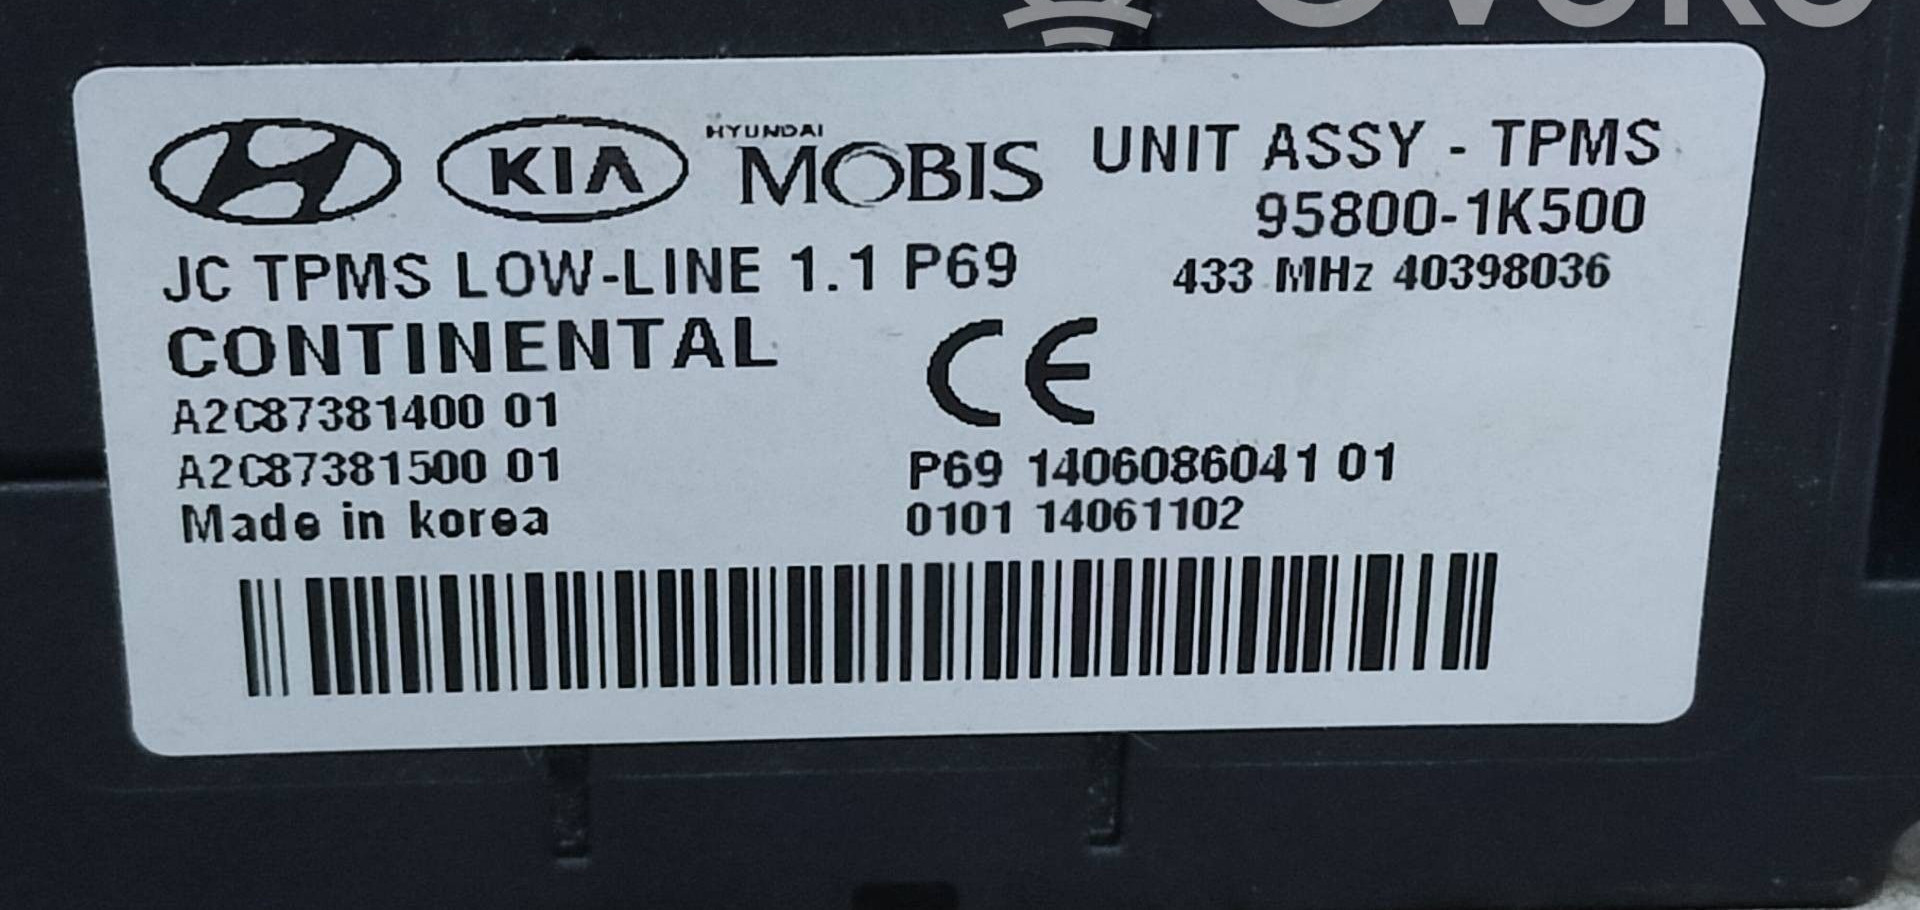 HYUNDAI
KIA MOBIS UNIT ASSY - TPMS
95800-1K500
JC TPMS LOW-LINE 1.1 P69 433 MHz 40398036
CONTINENTAL CE
A2C87381400 01
A2C87381500 01 P69 1406086041 01
Made in korea 0101 14061102